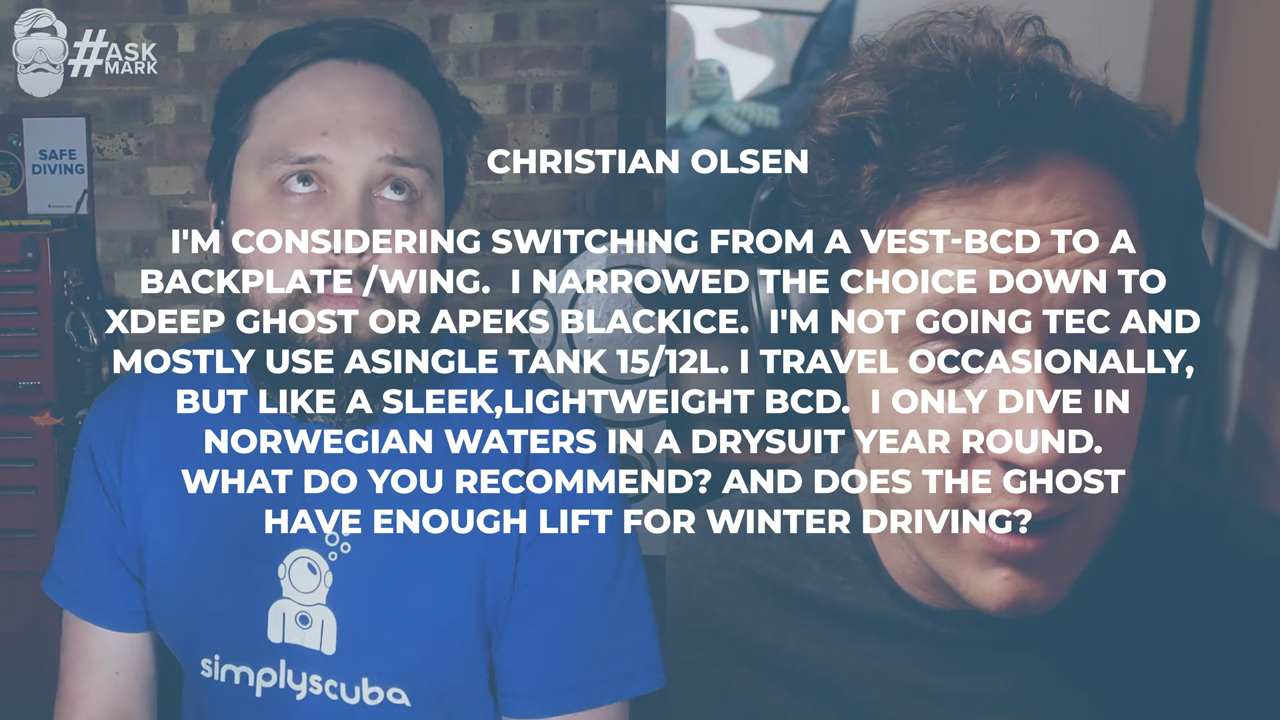 #ASK
MARK
SAFE
DIVING
CHRISTIAN OLSEN
I'M CONSIDERING SWITCHING FROM A VEST-BCD TO A
BACKPLATE /WING.  I NARROWED THE CHOICE DOWN TO
XDEEP GHOST OR APEKS BLACKICE.  I'M NOT GOING TEC AND
MOSTLY USE ASINGLE TANK 15/12L. I TRAVEL OCCASIONALLY,
BUT LIKE A SLEEK,LIGHTWEIGHT BCD.  I ONLY DIVE IN
NORWEGIAN WATERS IN A DRYSUIT YEAR ROUND.
WHAT DO YOU RECOMMEND? AND DOES THE GHOST
HAVE ENOUGH LIFT FOR WINTER DRIVING?
simplyscuba